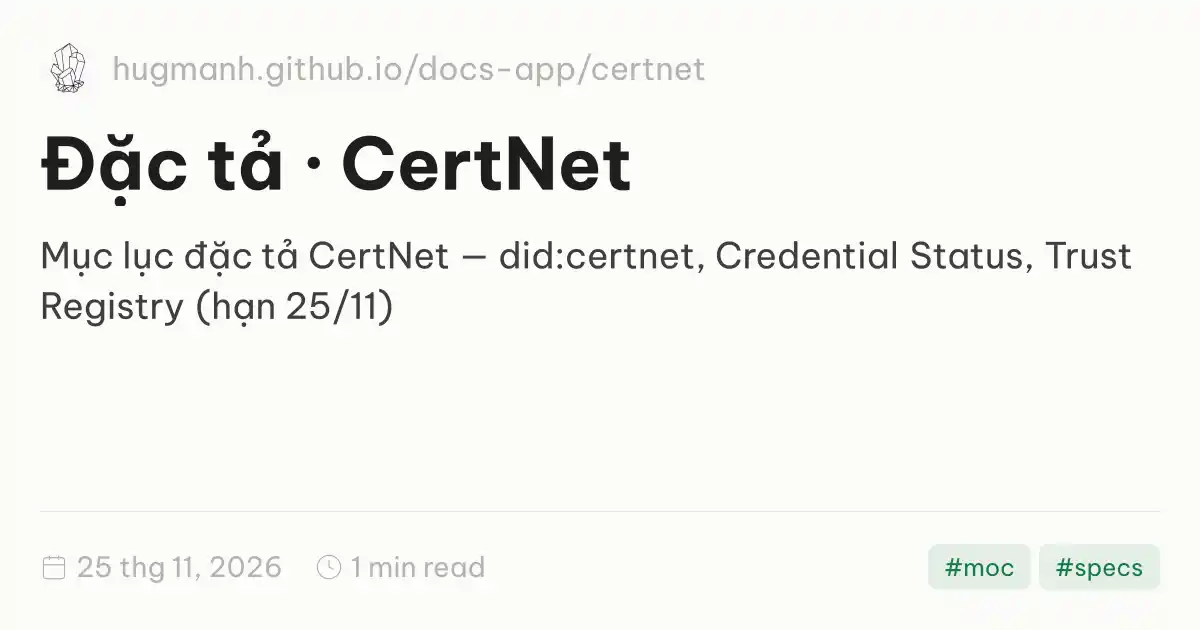 hugmanh.github.io/docs-app/certnet
Đặc tả · CertNet
Mục lục đặc tả CertNet — did:certnet, Credential Status, Trust
Registry (hạn 25/11)
25 thg 11, 2026 1 min read #moc #specs